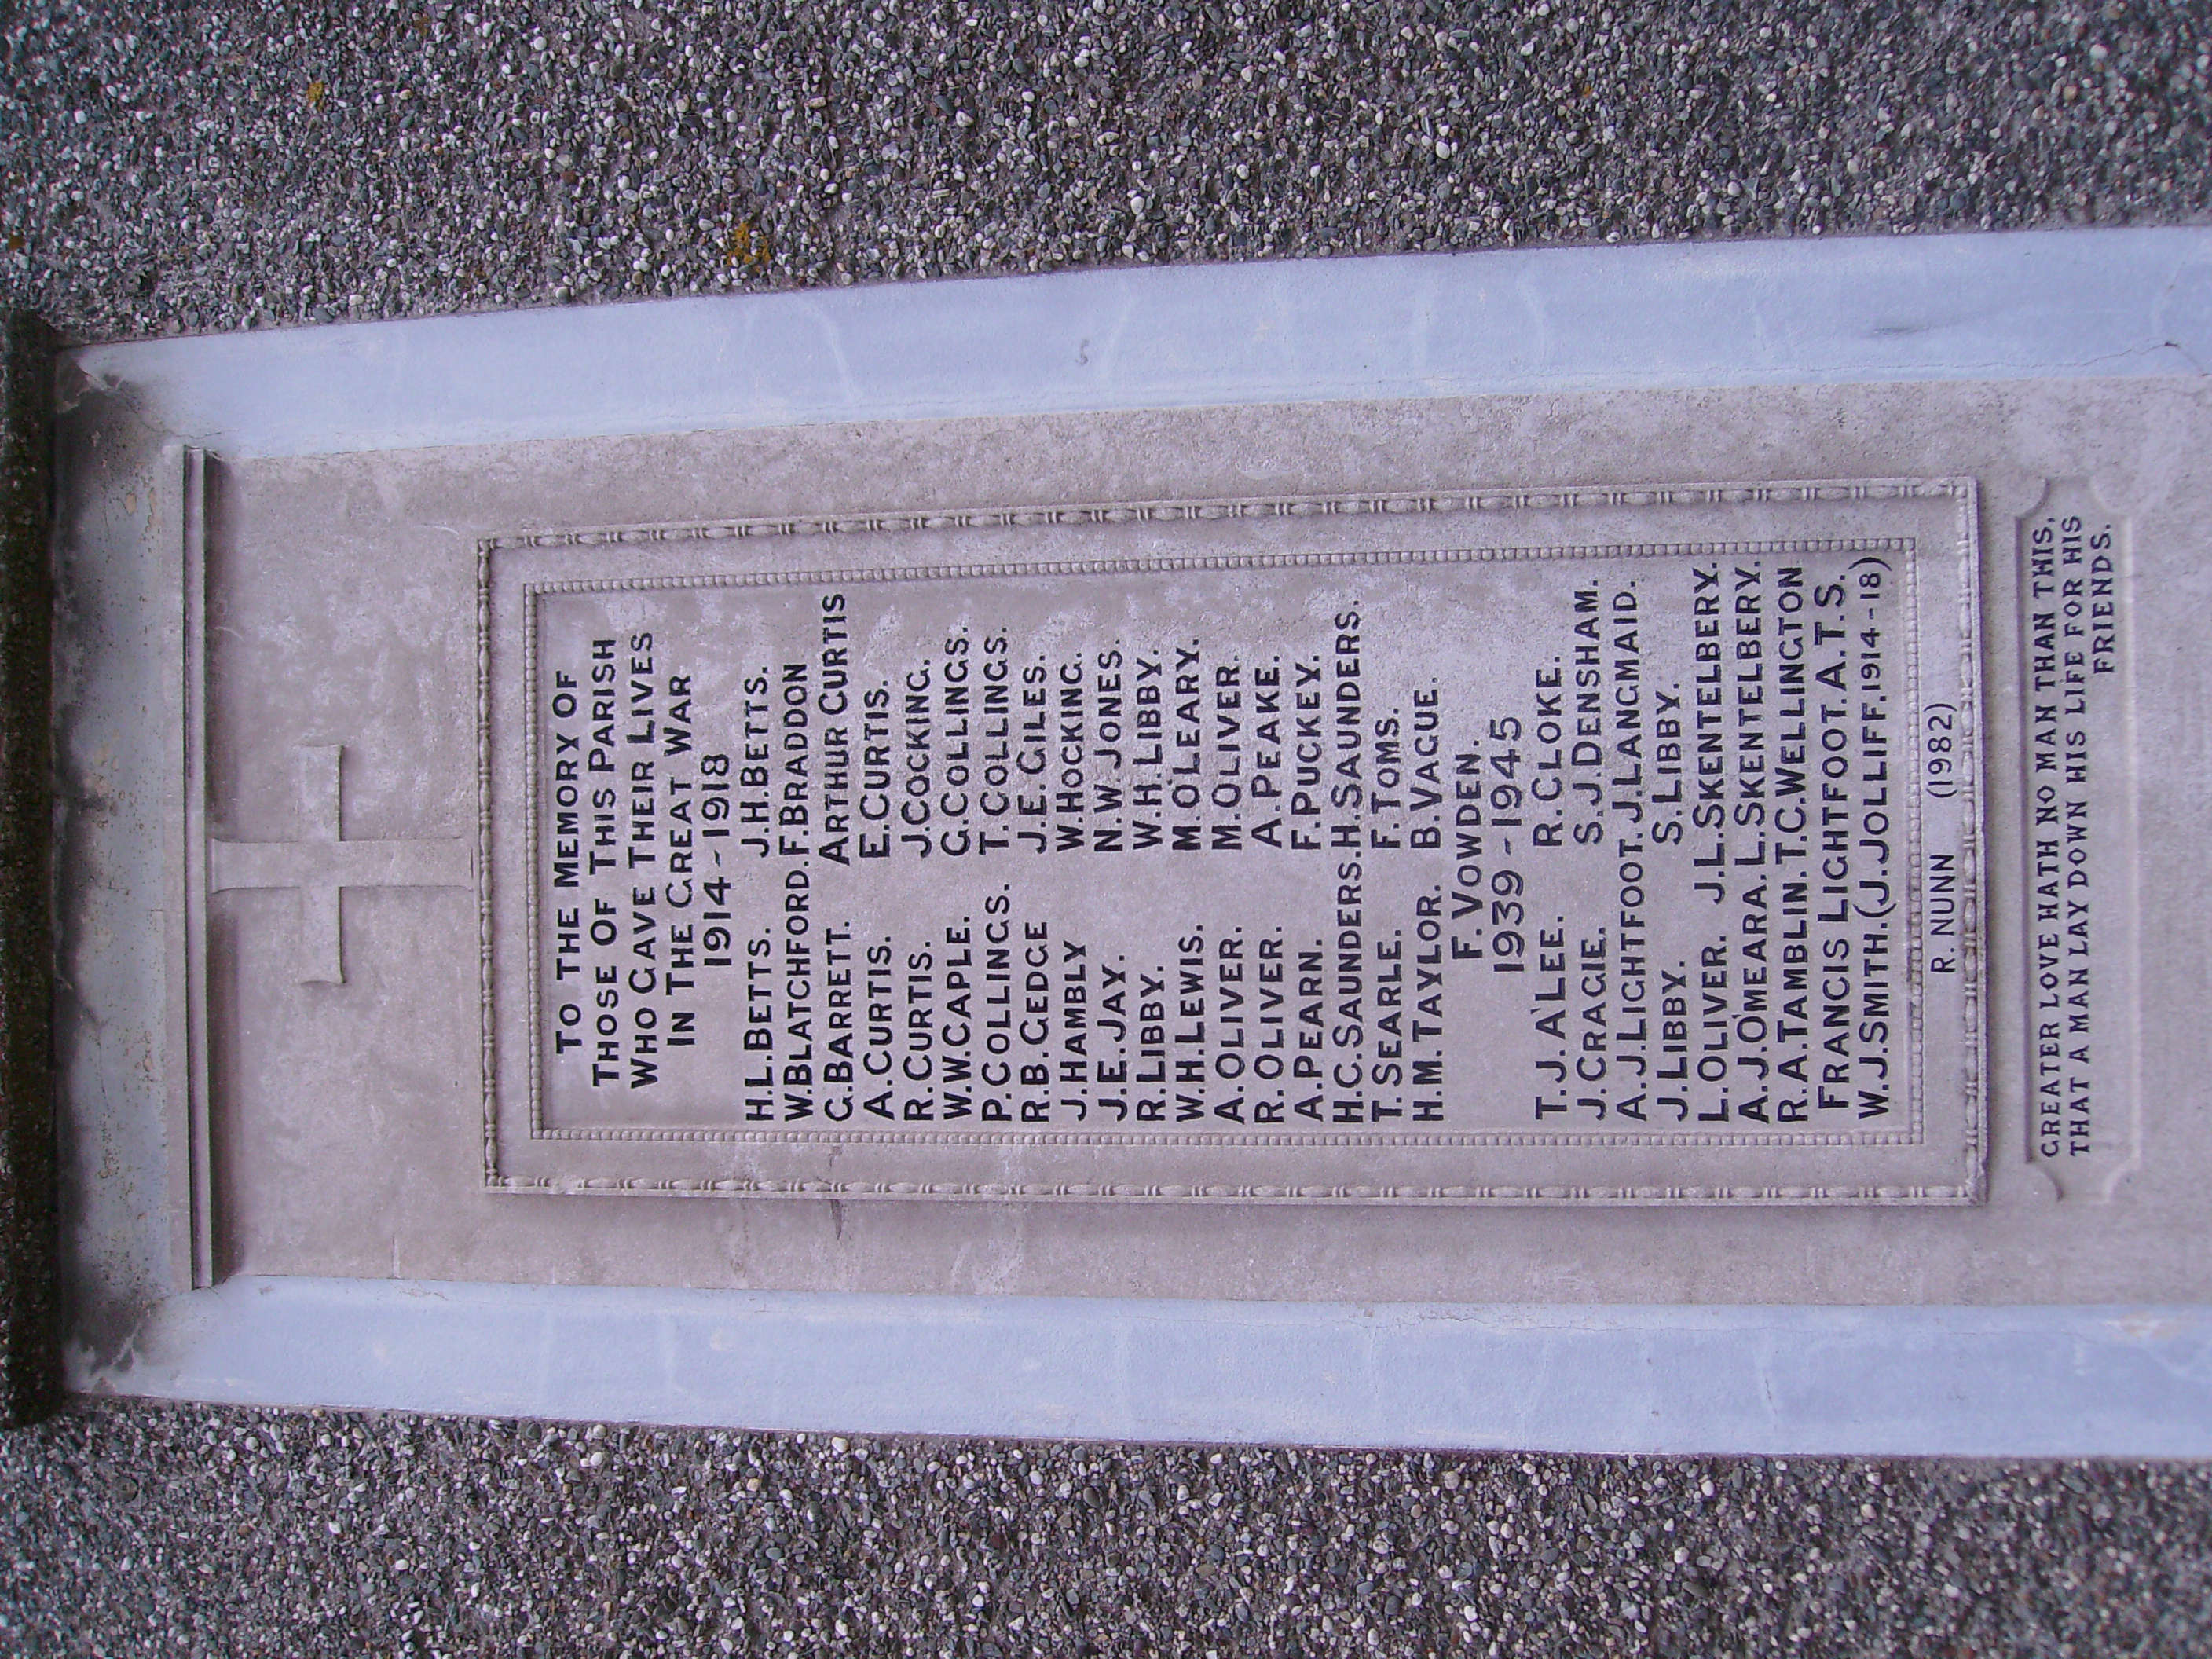 TO THE MEMORY OF
THOSE OF THIS PARISH
WHO GAVE THEIR LIVES
IN THE GREAT WAR
1914-1918
H.L.BETTS. J.H.BETTS.
W.BLATCHFORD. F.BRADDON
G.BARRETT. ARTHUR CURTIS
A.CURTIS. E.CURTIS.
R.CURTIS. J.COCKING.
W.W.CAPLE. G.COLLINGS.
P.COLLINGS. T.COLLINGS.
R.B.GEDGE J.E.GILES.
J.HAMBLY W.HOCKING.
J.E.JAY. N.W.JONES.
R.LIBBY. W.H.LIBBY.
W.H.LEWIS. M.O'LEARY.
A.OLIVER. M.OLIVER.
R.OLIVER. A.PEAKE.
A.PEARN. F.PUCKEY.
H.C.SAUNDERS. H.SAUNDERS.
T.SEARLE. F.TOMS.
H.M.TAYLOR. B.VAGUE.
F.VOWDEN.
1939-1945
T.J.A'LEE. R.CLOKE.
J.CRAGIE. S.J.DENSHAM.
A.J.LIGHTFOOT. J.LANGMAID.
J.LIBBY. S.LIBBY.
L.OLIVER. J.L.SKENTELBERY.
A.J.O'MEARA. L.SKENTELBERY.
R.A.TAMBLIN. T.C.WELLINGTON
FRANCIS LIGHTFOOT. A.T.S.
W.J.SMITH. (J.JOLLIFF. 1914-18)
R. NUNN (1982)
GREATER LOVE HATH NO MAN THAN THIS,
THAT A MAN LAY DOWN HIS LIFE FOR HIS
FRIENDS.